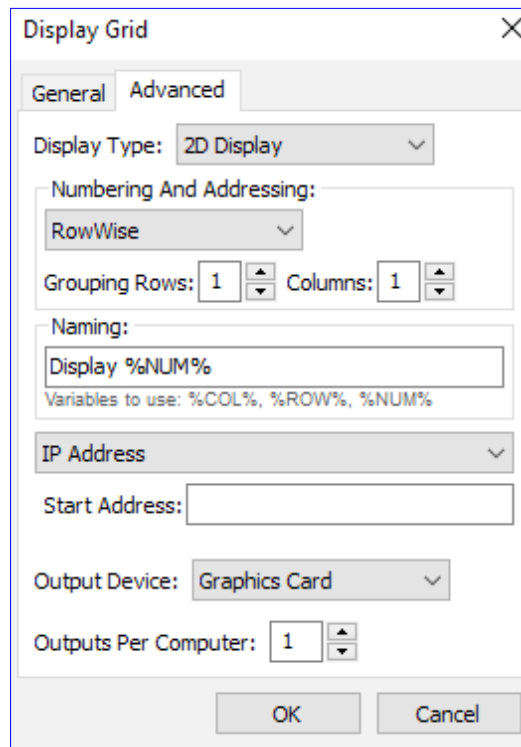 Display Grid
General Advanced
Display Type: 2D Display
Numbering And Addressing:
RowWise
Grouping Rows: 1 Columns: 1
Naming:
Display %NUM%
Variables to use: %COL%, %ROW%, %NUM%
IP Address
Start Address:
Output Device: Graphics Card
Outputs Per Computer: 1
OK Cancel